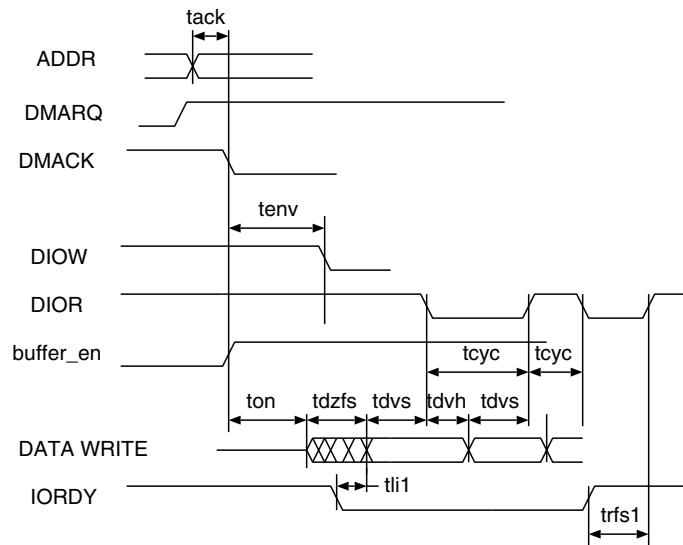 tack
ADDR
DMARQ
DMACK
tenv
DIOW
DIOR
buffer_en
tcyc tcyc
ton tdzfs tdvs tdvh tdvs
DATA WRITE
tli1
IORDY
trfs1